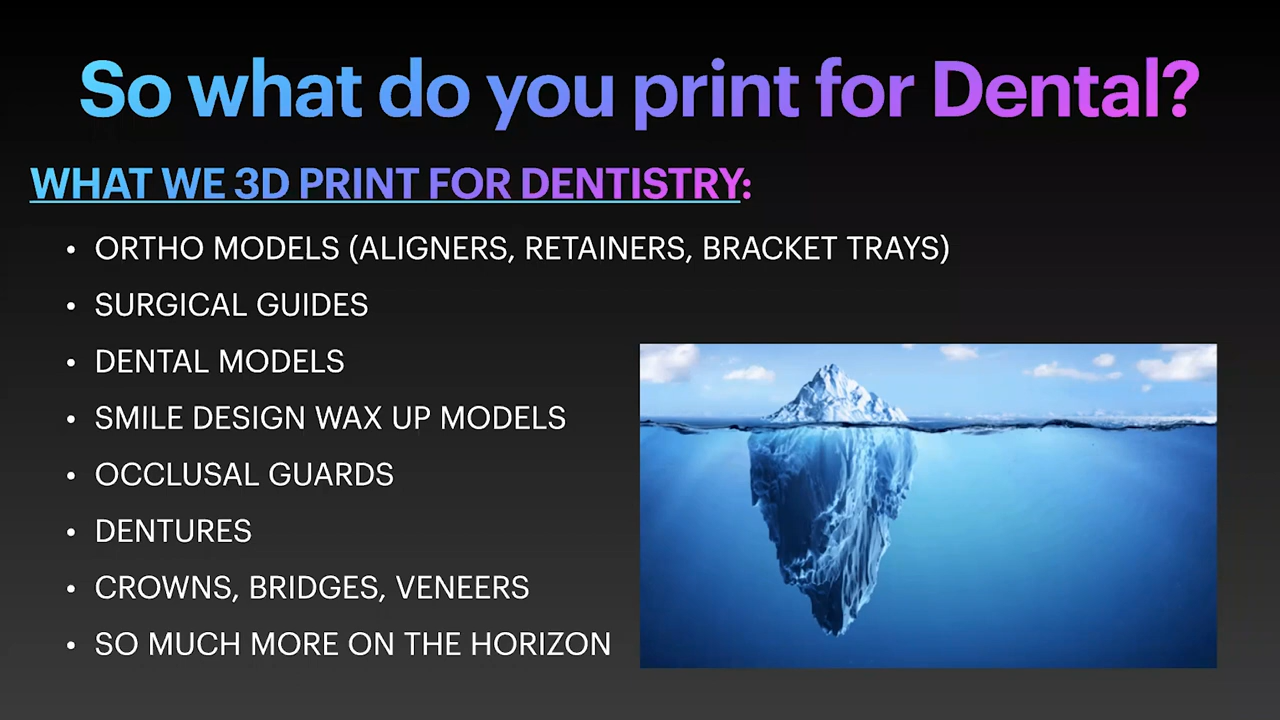 So what do you print for Dental?
WHAT WE 3D PRINT FOR DENTISTRY:
• ORTHO MODELS (ALIGNERS, RETAINERS, BRACKET TRAYS)
• SURGICAL GUIDES
• DENTAL MODELS
• SMILE DESIGN WAX UP MODELS
• OCCLUSAL GUARDS
• DENTURES
• CROWNS, BRIDGES, VENEERS
• SO MUCH MORE ON THE HORIZON